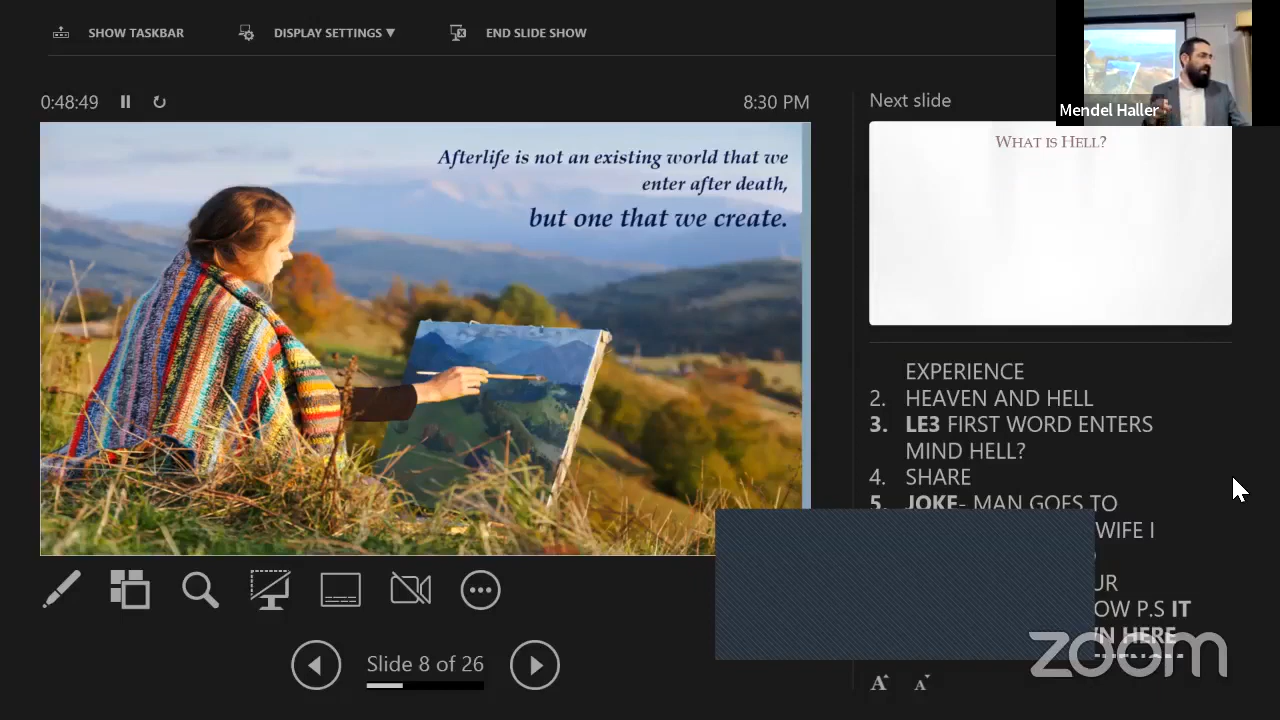 SHOW TASKBAR
DISPLAY SETTINGS ▼
END SLIDE SHOW
Mendel Haller
0:48:49
8:30 PM
Afterlife is not an existing world that we
enter after death,
but one that we create.
Slide 8 of 26
Next slide
WHAT IS HELL?
EXPERIENCE
2. HEAVEN AND HELL
3. LE3 FIRST WORD ENTERS
MIND HELL?
4. SHARE
5. JOKE- MAN GOES TO
WIFE I
UR
OW P.S IT
HERE
A A
zoom